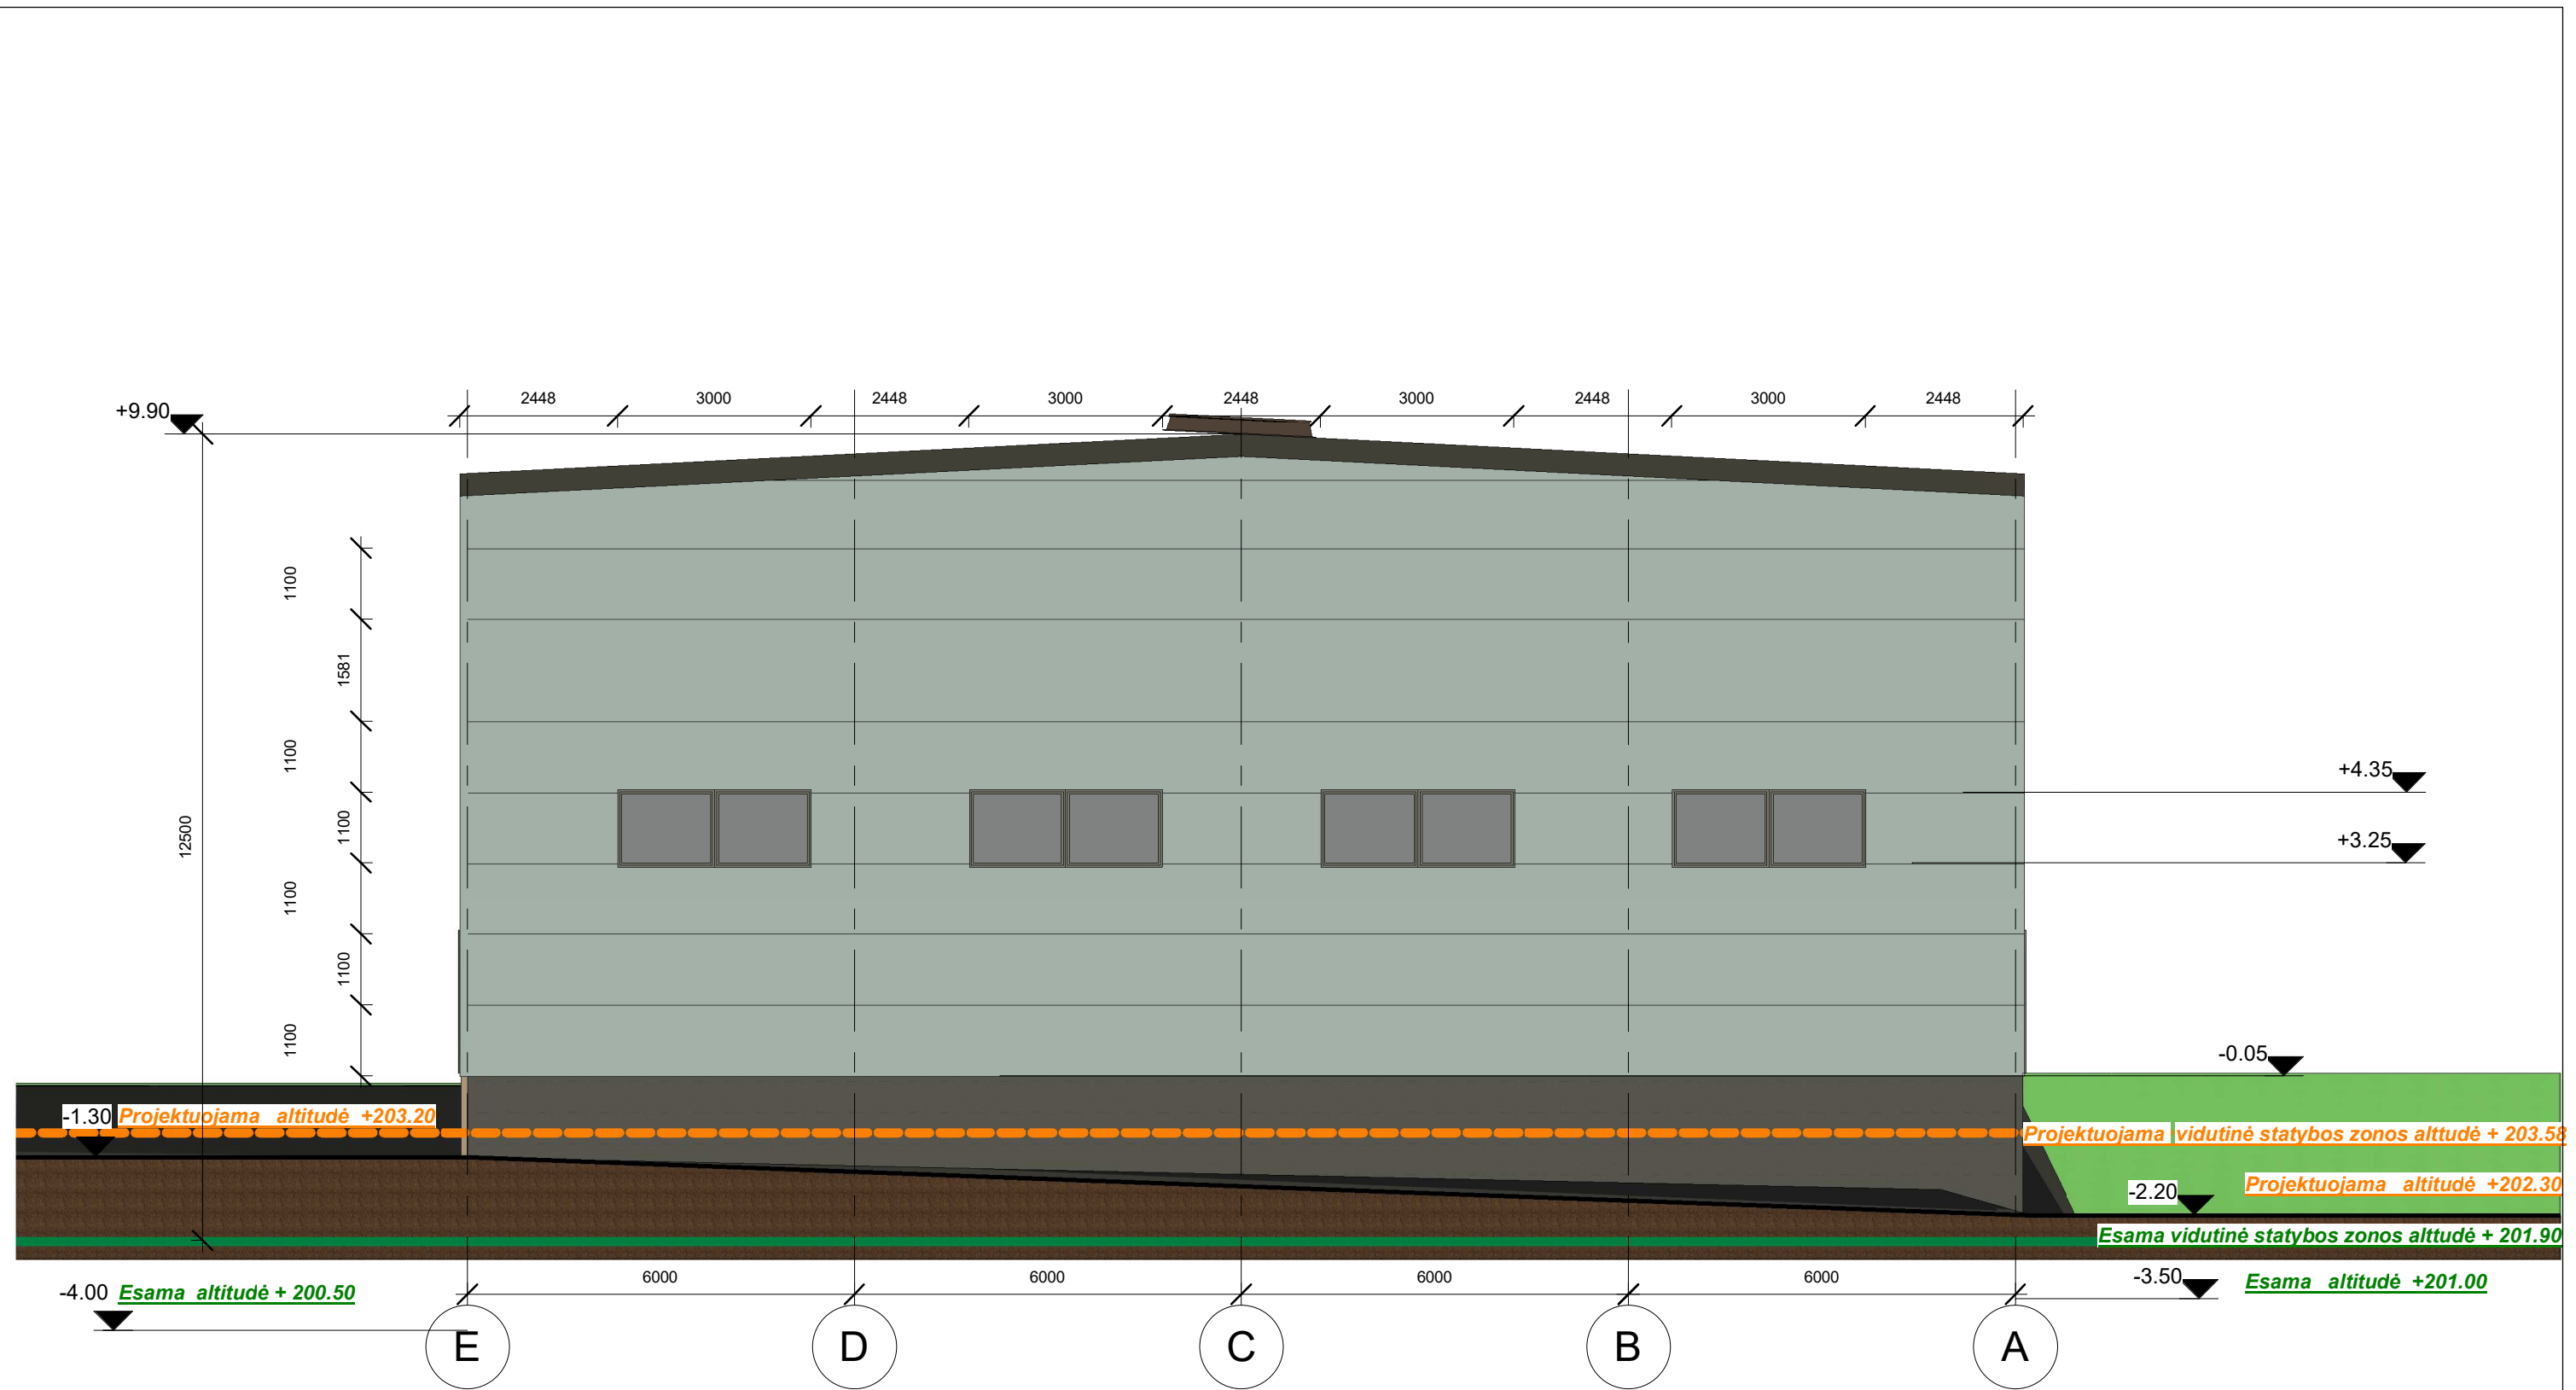 2448 3000 2448 3000 2448 3000 2448 3000 2448
+9.90
1100
1581
1100
+4.35
1100
12500
+3.25
1100
1100
1100
-0.05
-1.30 Projektuojama altitudė +203.20
Projektuojama vidutinė statybos zonos alttudė + 203.58
-2.20 Projektuojama altitudė +202.30
Esama vidutinė statybos zonos alttudė + 201.90
6000 6000 6000 6000
-4.00 Esama altitudė + 200.50
-3.50 Esama altitudė +201.00
E D C B A